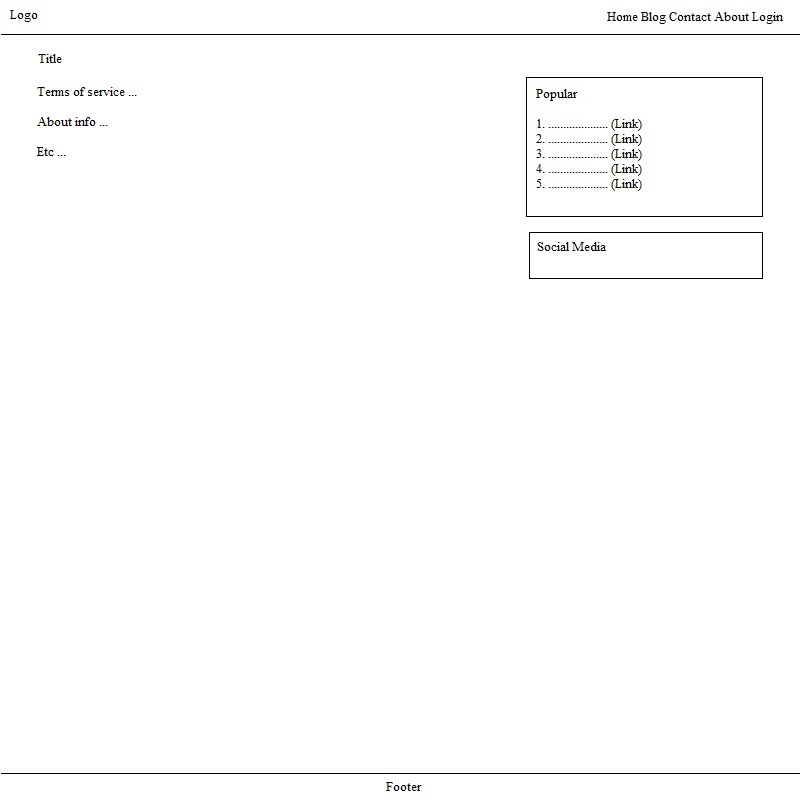 Logo
Home Blog Contact About Login
Title
Terms of service ...
About info ...
Etc ...
Popular
1. .................... (Link)
2. .................... (Link)
3. .................... (Link)
4. .................... (Link)
5. .................... (Link)
Social Media
Footer